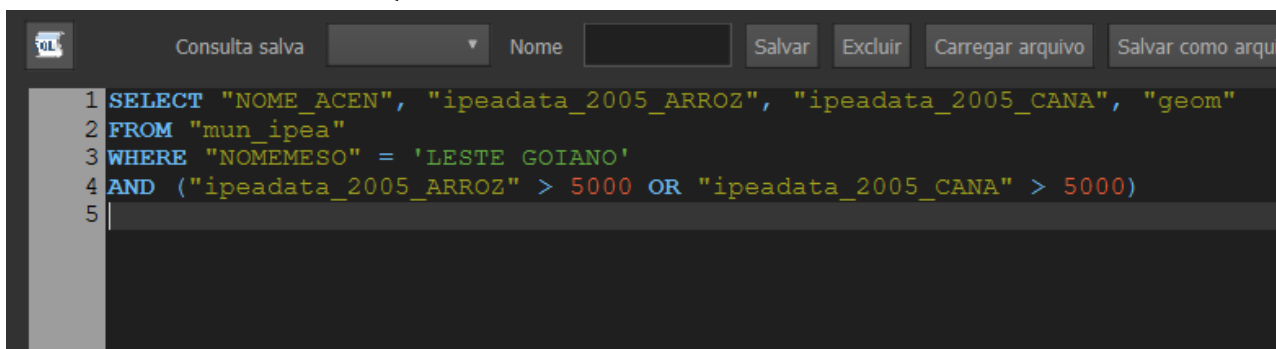 Consulta salva Nome Salvar Excluir Carregar arquivo Salvar como arqui
1 SELECT "NOME_ACEN", "ipeadata_2005_ARROZ", "ipeadata_2005_CANA", "geom"
2 FROM "mun_ipea"
3 WHERE "NOMEMESO" = 'LESTE GOIANO'
4 AND ("ipeadata_2005_ARROZ" > 5000 OR "ipeadata_2005_CANA" > 5000)
5